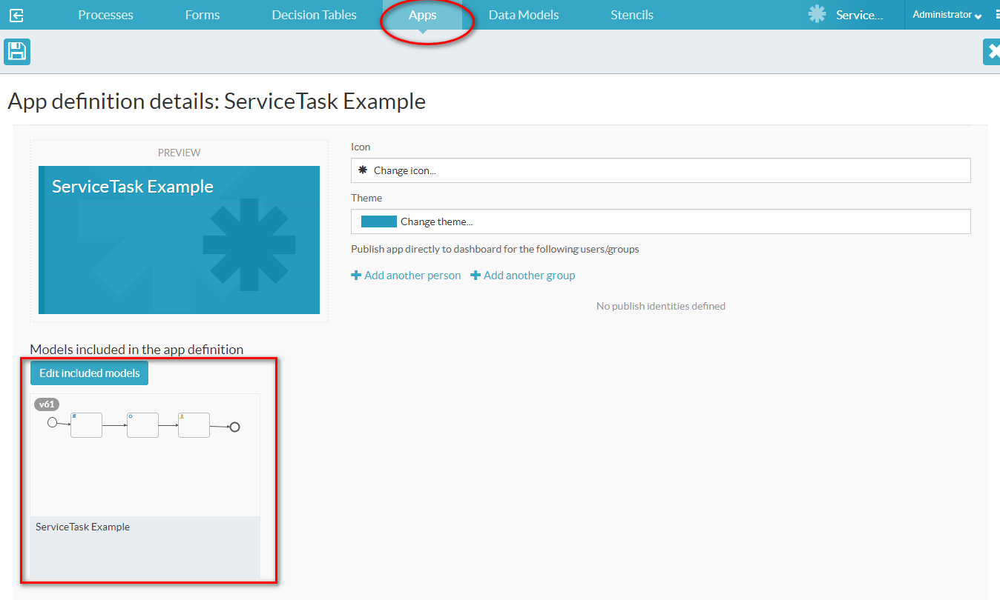 Processes Forms Decision Tables Apps Data Models Stencils Service... Administrator
App definition details: ServiceTask Example
PREVIEW
ServiceTask Example
Icon
Change icon...
Theme
Change theme...
Publish app directly to dashboard for the following users/groups
Add another person Add another group
No publish identities defined
Models included in the app definition
Edit included models
v61
ServiceTask Example